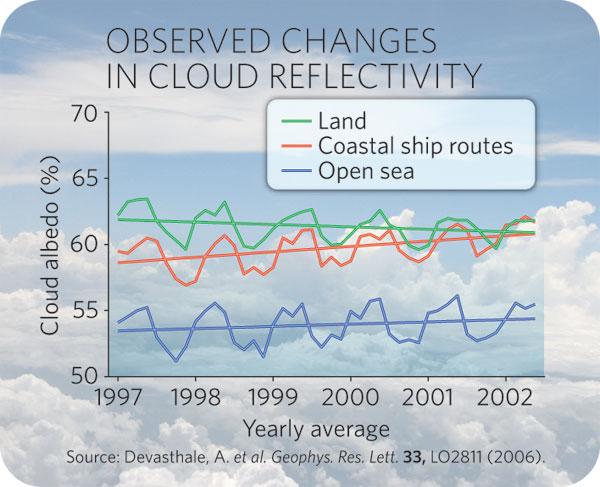 OBSERVED CHANGES
IN CLOUD REFLECTIVITY
Land
Coastal ship routes
Open sea
Cloud albedo (%)
70
65
60
55
50
1997 1998 1999 2000 2001 2002
Yearly average
Source: Devasthale, A. et al. Geophys. Res. Lett. 33, LO2811 (2006).